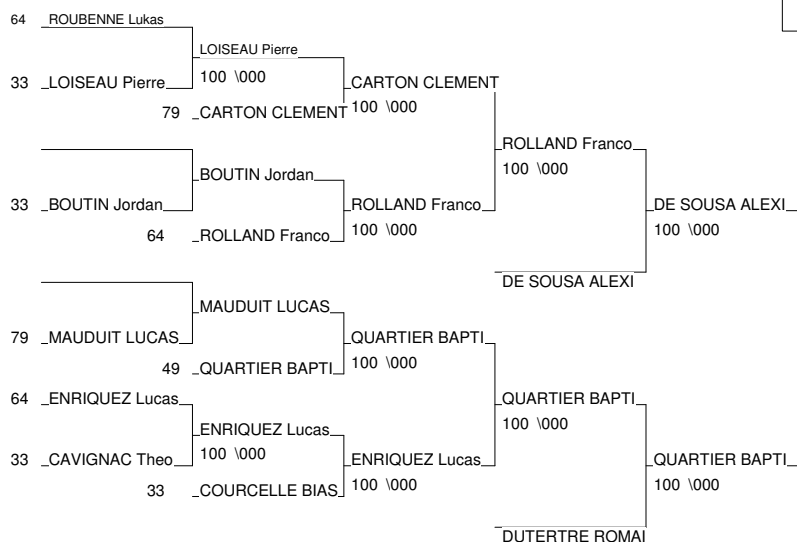 64 ROUBENNE Lukas
LOISEAU Pierre
33 LOISEAU Pierre
100 \000
CARTON CLEMENT
79 CARTON CLEMENT
100 \000
ROLLAND Franco
100 \000
BOUTIN Jordan
33 BOUTIN Jordan
ROLLAND Franco
64 ROLLAND Franco
100 \000
DE SOUSA ALEXI
100 \000
DE SOUSA ALEXI
MAUDUIT LUCAS
79 MAUDUIT LUCAS
QUARTIER BAPTI
49 QUARTIER BAPTI
100 \000
64 ENRIQUEZ Lucas
QUARTIER BAPTI
100 \000
ENRIQUEZ Lucas
33 CAVIGNAC Theo
100 \000
ENRIQUEZ Lucas
33 COURCELLE BIAS
100 \000
QUARTIER BAPTI
100 \000
DUTERTRE ROMAI